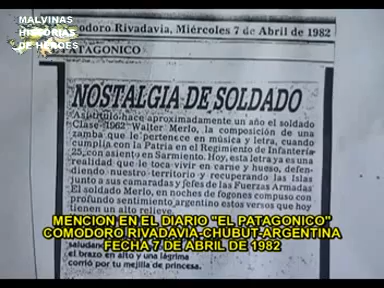 MALVINAS
HISTORIAS
DE HEROES
omodoro Rivadavia, Miércoles 7 de Abril de 1982
PATAGONICO
NOSTALGIA DE SOLDADO
Así tituló hace aproximadamente un año el soldado
Clase 1962 Walter Merlo, la composición de una
zamba que le pertenece en música y letra, cuando
cumplía con la Patria en el Regimiento de Infantería
25, con asiento en Sarmiento. Hoy, esta letra ya es una
realidad que le toca vivir en carne y hueso, defen-
diendo nuestro territorio y recuperando las Islas
junto a sus camaradas y jefes de las Fuerzas Armadas
El soldado Merlo, en noches de fogones compuso con
profundo sentimiento argentino estos versos que hoy
tienen un alto relieve.
MENCION EN EL DIARIO "EL PATAGONICO"
COMODORO RIVADAVIA-CHUBUT-ARGENTINA
FECHA,7 DE ABRIL DE 1982
saludand
el brazo en alto y una lágrima
corrió por tu mejilla de princesa.